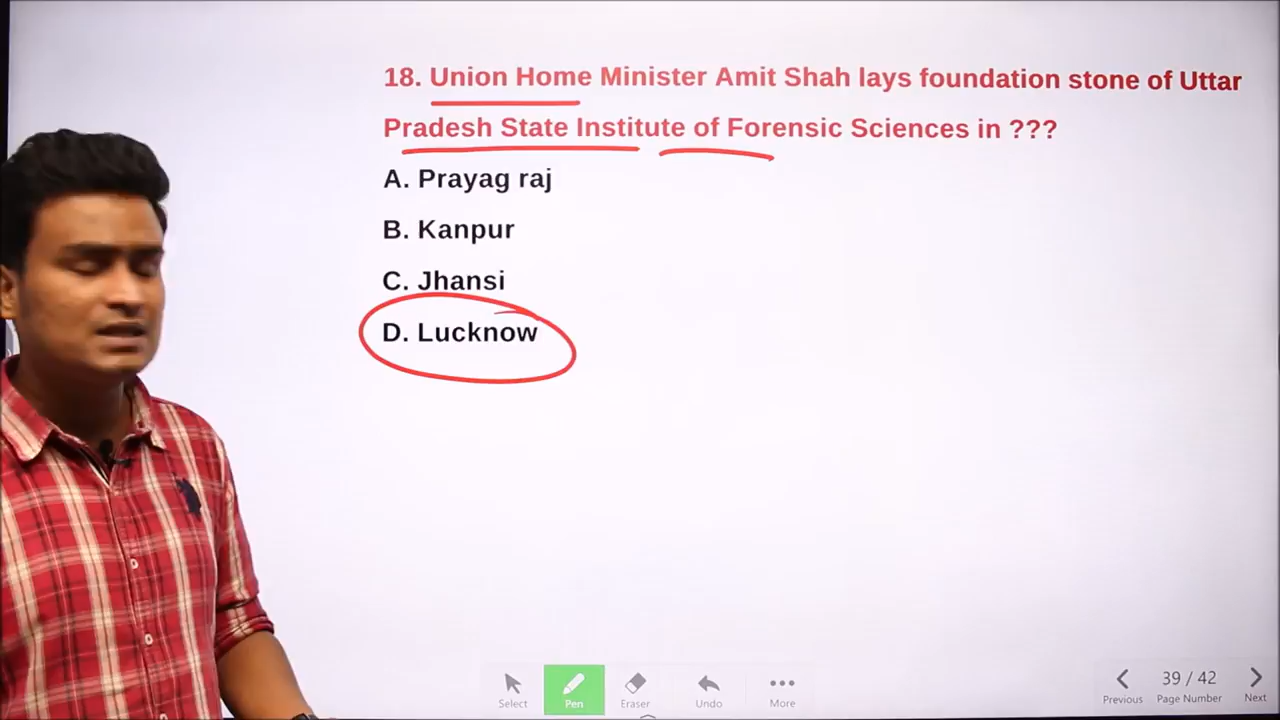 18. Union Home Minister Amit Shah lays foundation stone of Uttar
Pradesh State Institute of Forensic Sciences in ???
A. Prayag raj
B. Kanpur
C. Jhansi
D. Lucknow
Select
Pen
Eraser
Undo
More
Previous
39 / 42
Page Number
Next